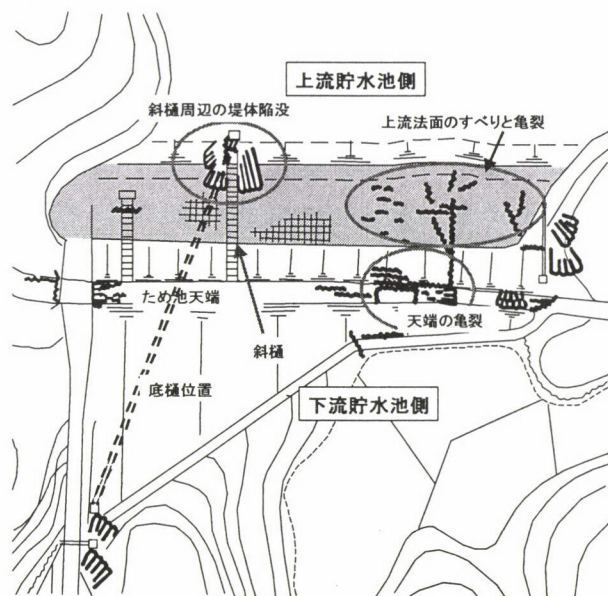 上流貯水池側
斜樋周辺の堤体陥没
上流法面のすべりと亀裂
ため池天端
天端の亀裂
斜樋
底樋位置
下流貯水池側